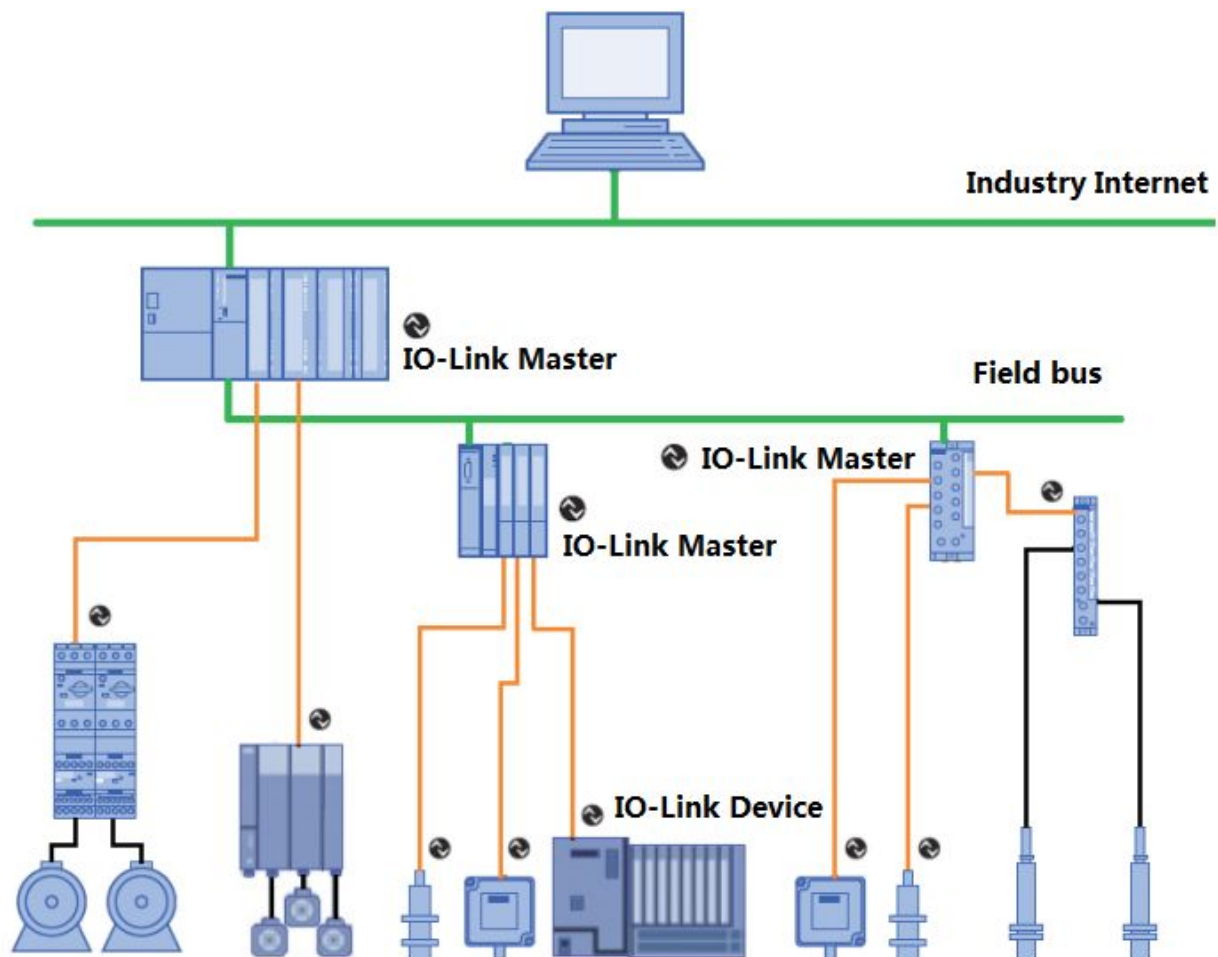 Industry Internet
IO-Link Master
Field bus
IO-Link Master
IO-Link Master
IO-Link Device